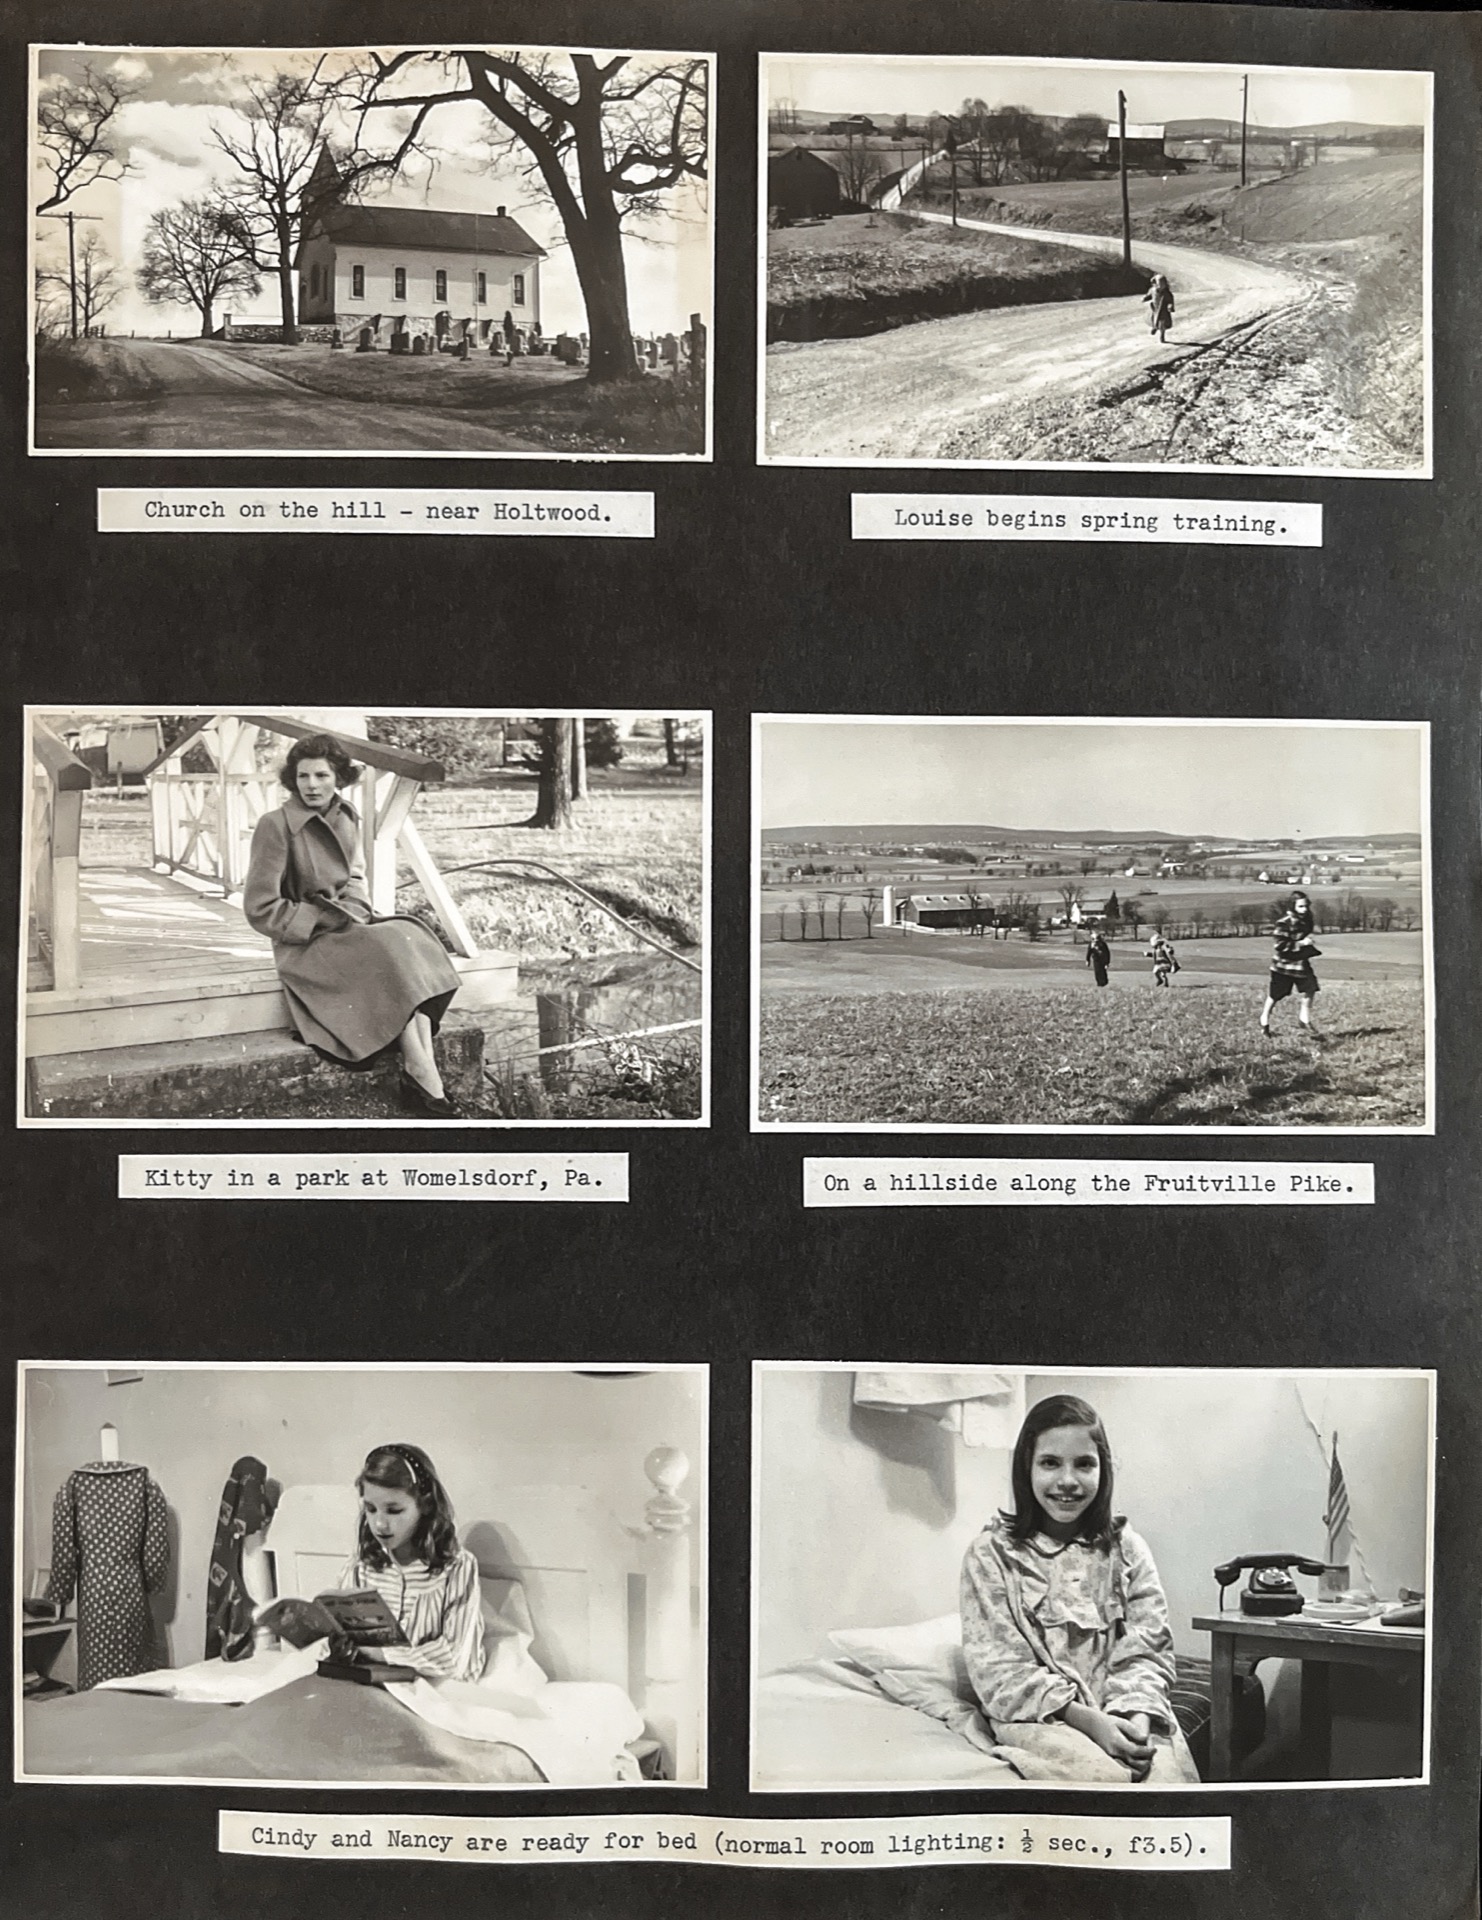 Church on the hill - near Holtwood.
Louise begins spring training.
Kitty in a park at Womelsdorf, Pa.
On a hillside along the Fruitville Pike.
Cindy and Nancy are ready for bed (normal room lighting: ½ sec., f3.5).